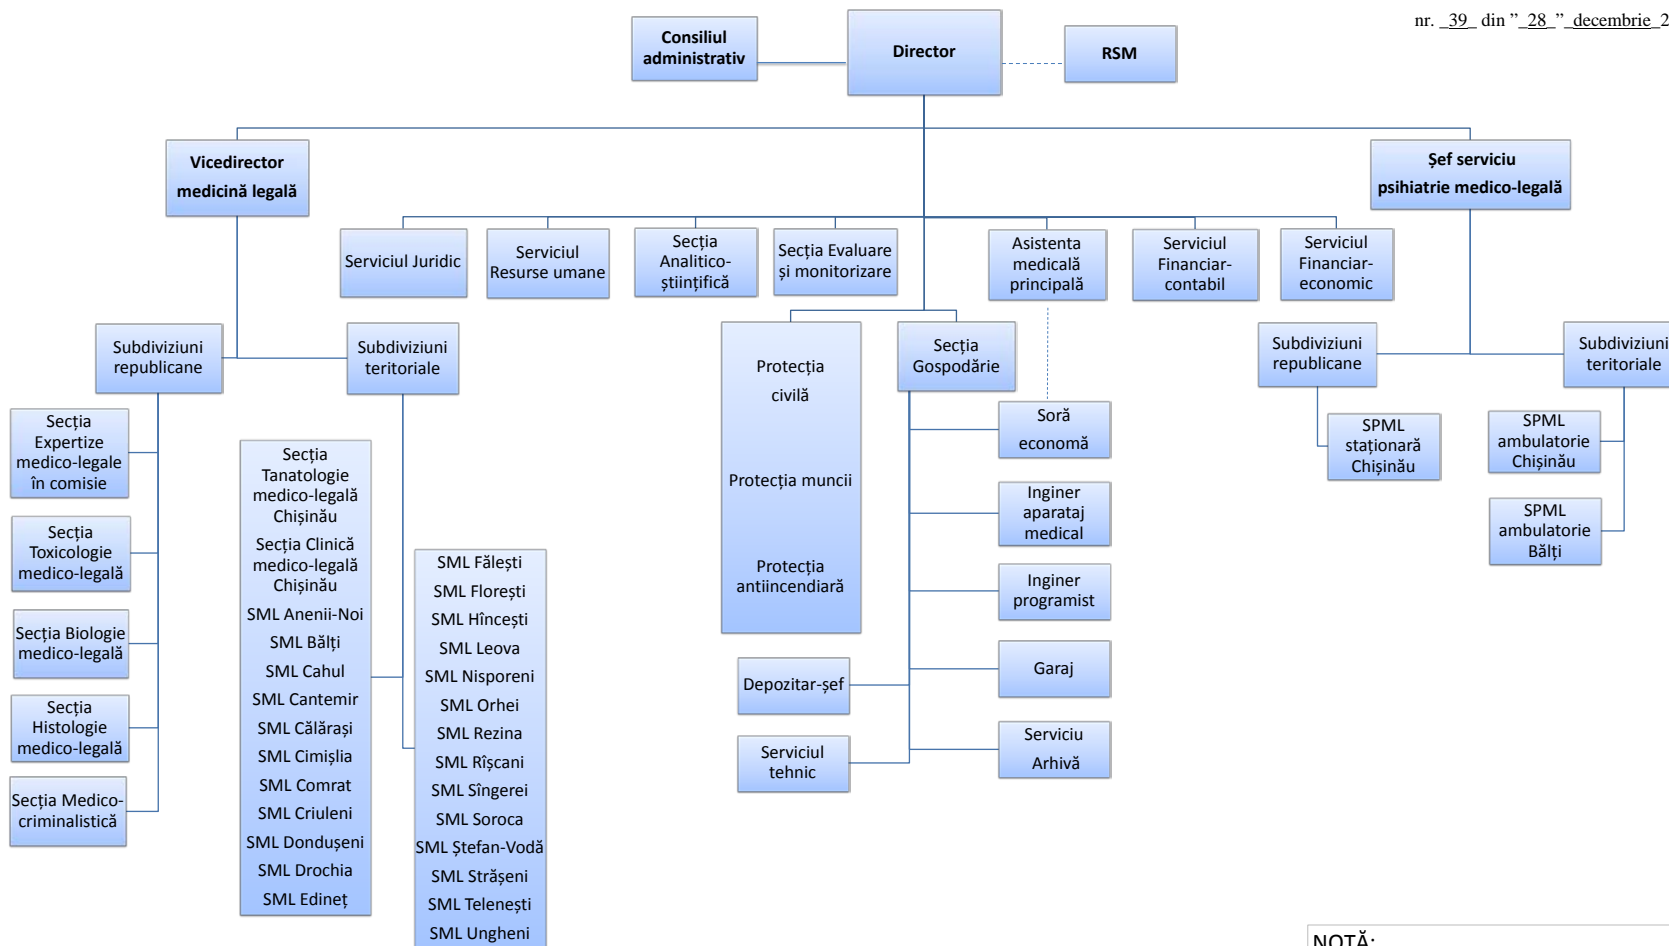 nr. _39_ din ”_28_”_decembrie_2
Consiliul
administrativ
Director
RSM
Vicedirector
medicină legală
Șef serviciu
psihiatrie medico-legală
Serviciul Juridic
Serviciul
Resurse umane
Secția
Analitico-
științifică
Secția Evaluare
și monitorizare
Asistenta
medicală
principală
Serviciul
Financiar-
contabil
Serviciul
Financiar-
economic
Subdiviziuni
republicane
Subdiviziuni
teritoriale
Protecția
civilă
Protecția muncii
Protecția
antiincendiară
Secția
Gospodărie
Subdiviziuni
republicane
Subdiviziuni
teritoriale
Secția
Expertize
medico-legale
în comisie
Secția
Toxicologie
medico-legală
Secția Biologie
medico-legală
Secția
Histologie
medico-legală
Secția Medico-
criminalistică
Secția
Tanatologie
medico-legală
Chișinău
Secția Clinică
medico-legală
Chișinău
SML Anenii-Noi
SML Bălți
SML Cahul
SML Cantemir
SML Călărași
SML Cimișlia
SML Comrat
SML Criuleni
SML Dondușeni
SML Drochia
SML Edineț
SML Fălești
SML Florești
SML Hîncești
SML Leova
SML Nisporeni
SML Orhei
SML Rezina
SML Rîșcani
SML Sîngerei
SML Soroca
SML Ștefan-Vodă
SML Strășeni
SML Telenești
SML Ungheni
Depozitar-șef
Serviciul
tehnic
Soră
economă
Inginer
aparataj
medical
Inginer
programist
Garaj
Serviciu
Arhivă
SPML
staționară
Chișinău
SPML
ambulatorie
Chișinău
SPML
ambulatorie
Bălți
NOTĂ: